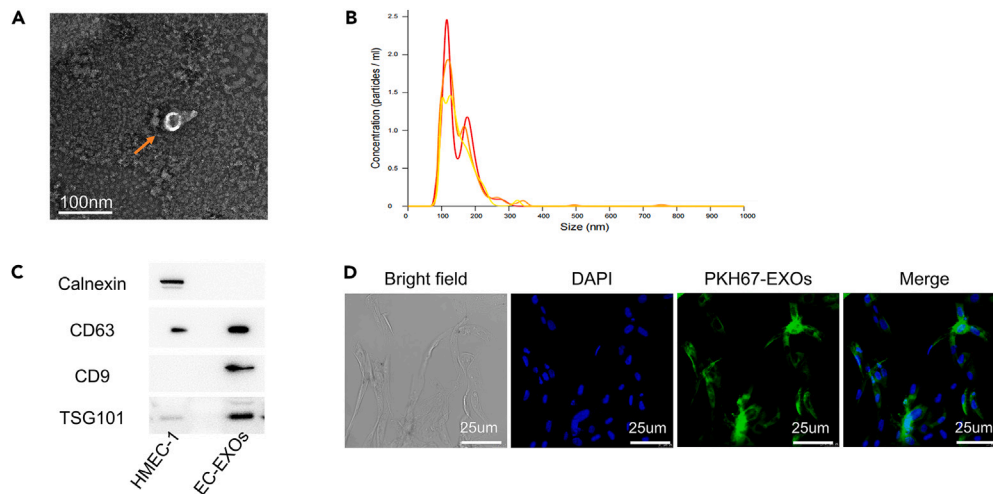 A
100nm
B
Concentration (particles / ml)
2.5
2.0
1.5
1.0
0.5
0
0 100 200 300 400 500 600 700 800 900 1000
Size (nm)
C
Calnexin
CD63
CD9
TSG101
HMEC-1
EC-EXOs
D
Bright field DAPI PKH67-EXOs Merge
25um 25um 25um 25um